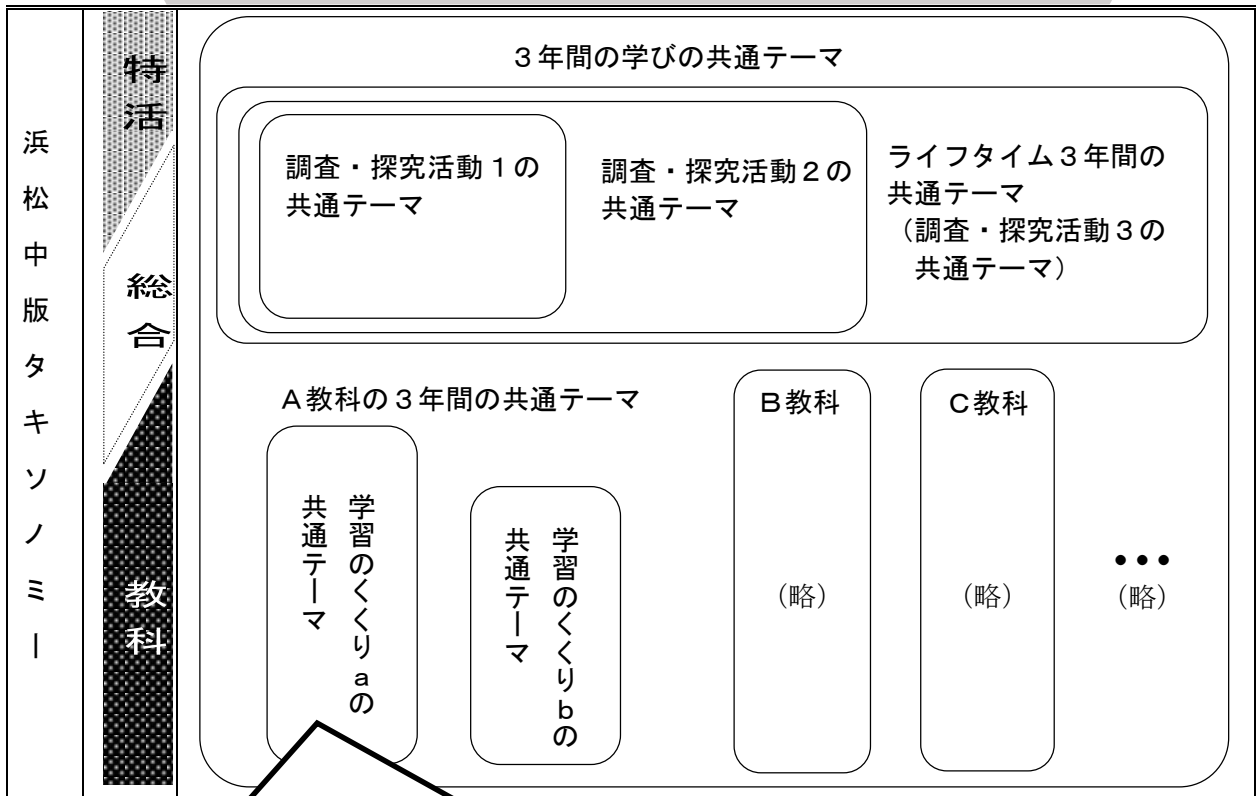 浜松中版タキソノミー
特活
総合
教科
３年間の学びの共通テーマ
調査・探究活動１の
共通テーマ
調査・探究活動２の
共通テーマ
ライフタイム３年間の
共通テーマ
（調査・探究活動３の
共通テーマ）
Ａ教科の３年間の共通テーマ
学習のくくりａの
共通テーマ
学習のくくりｂの
共通テーマ
Ｂ教科
（略）
Ｃ教科
（略）
•••
（略）